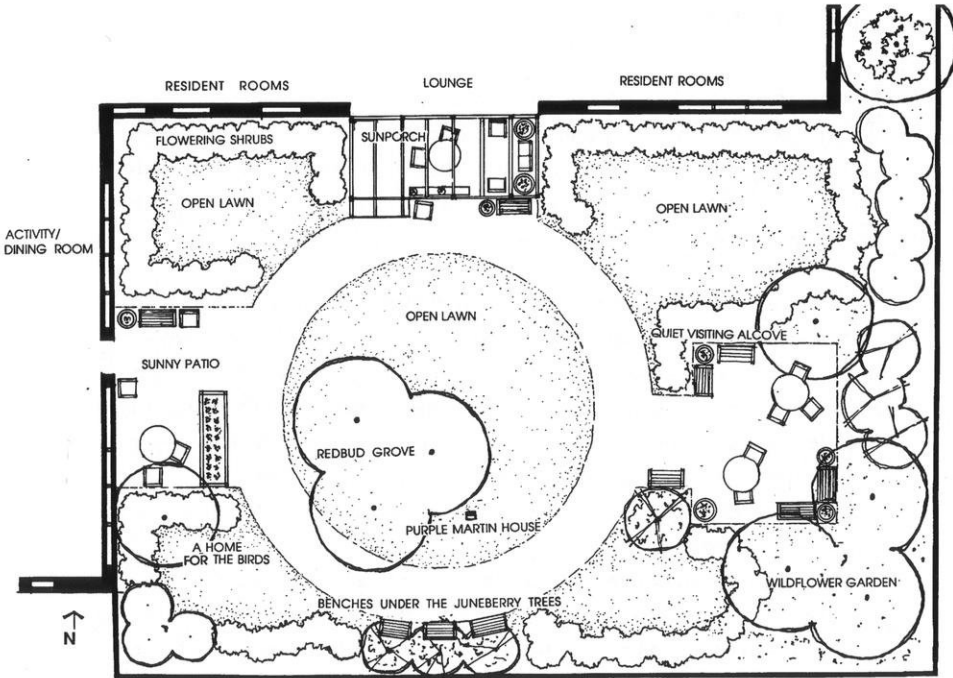 RESIDENT ROOMS
LOUNGE
RESIDENT ROOMS
SUNPORCH
FLOWERING SHRUBS
OPEN LAWN
OPEN LAWN
ACTIVITY/
DINING ROOM
OPEN LAWN
QUIET VISITING ALCOVE
SUNNY PATIO
REDBUD GROVE
PURPLE MARTIN HOUSE
A HOME
FOR THE BIRDS
WILDFLOWER GARDEN
BENCHES UNDER THE JUNEBERRY TREES
N